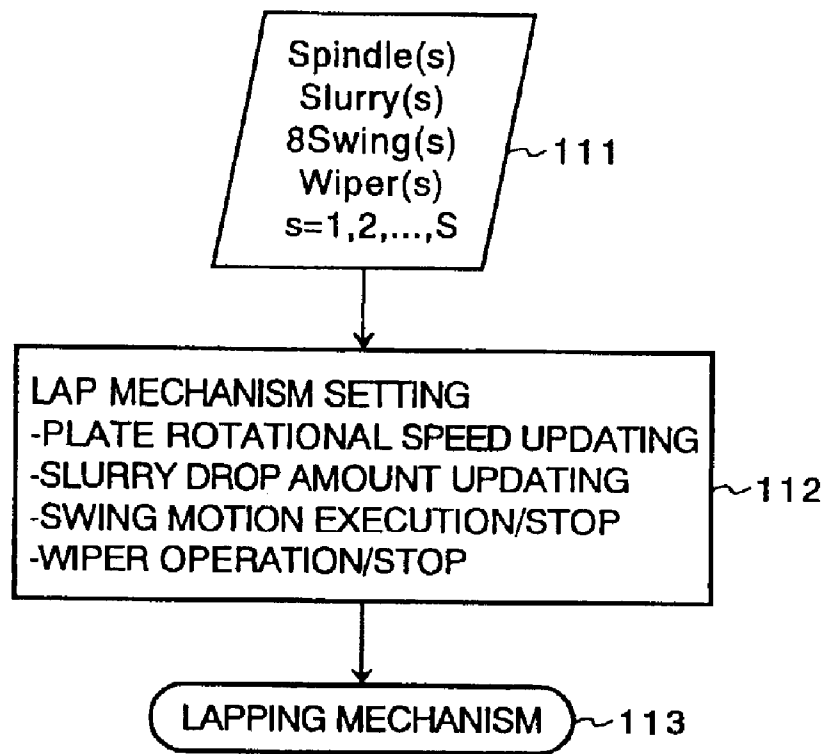 Spindle(s)
Slurry(s)
8Swing(s)
Wiper(s)
s=1,2,...,S
111
LAP MECHANISM SETTING
-PLATE ROTATIONAL SPEED UPDATING
-SLURRY DROP AMOUNT UPDATING
-SWING MOTION EXECUTION/STOP
-WIPER OPERATION/STOP
112
LAPPING MECHANISM
113